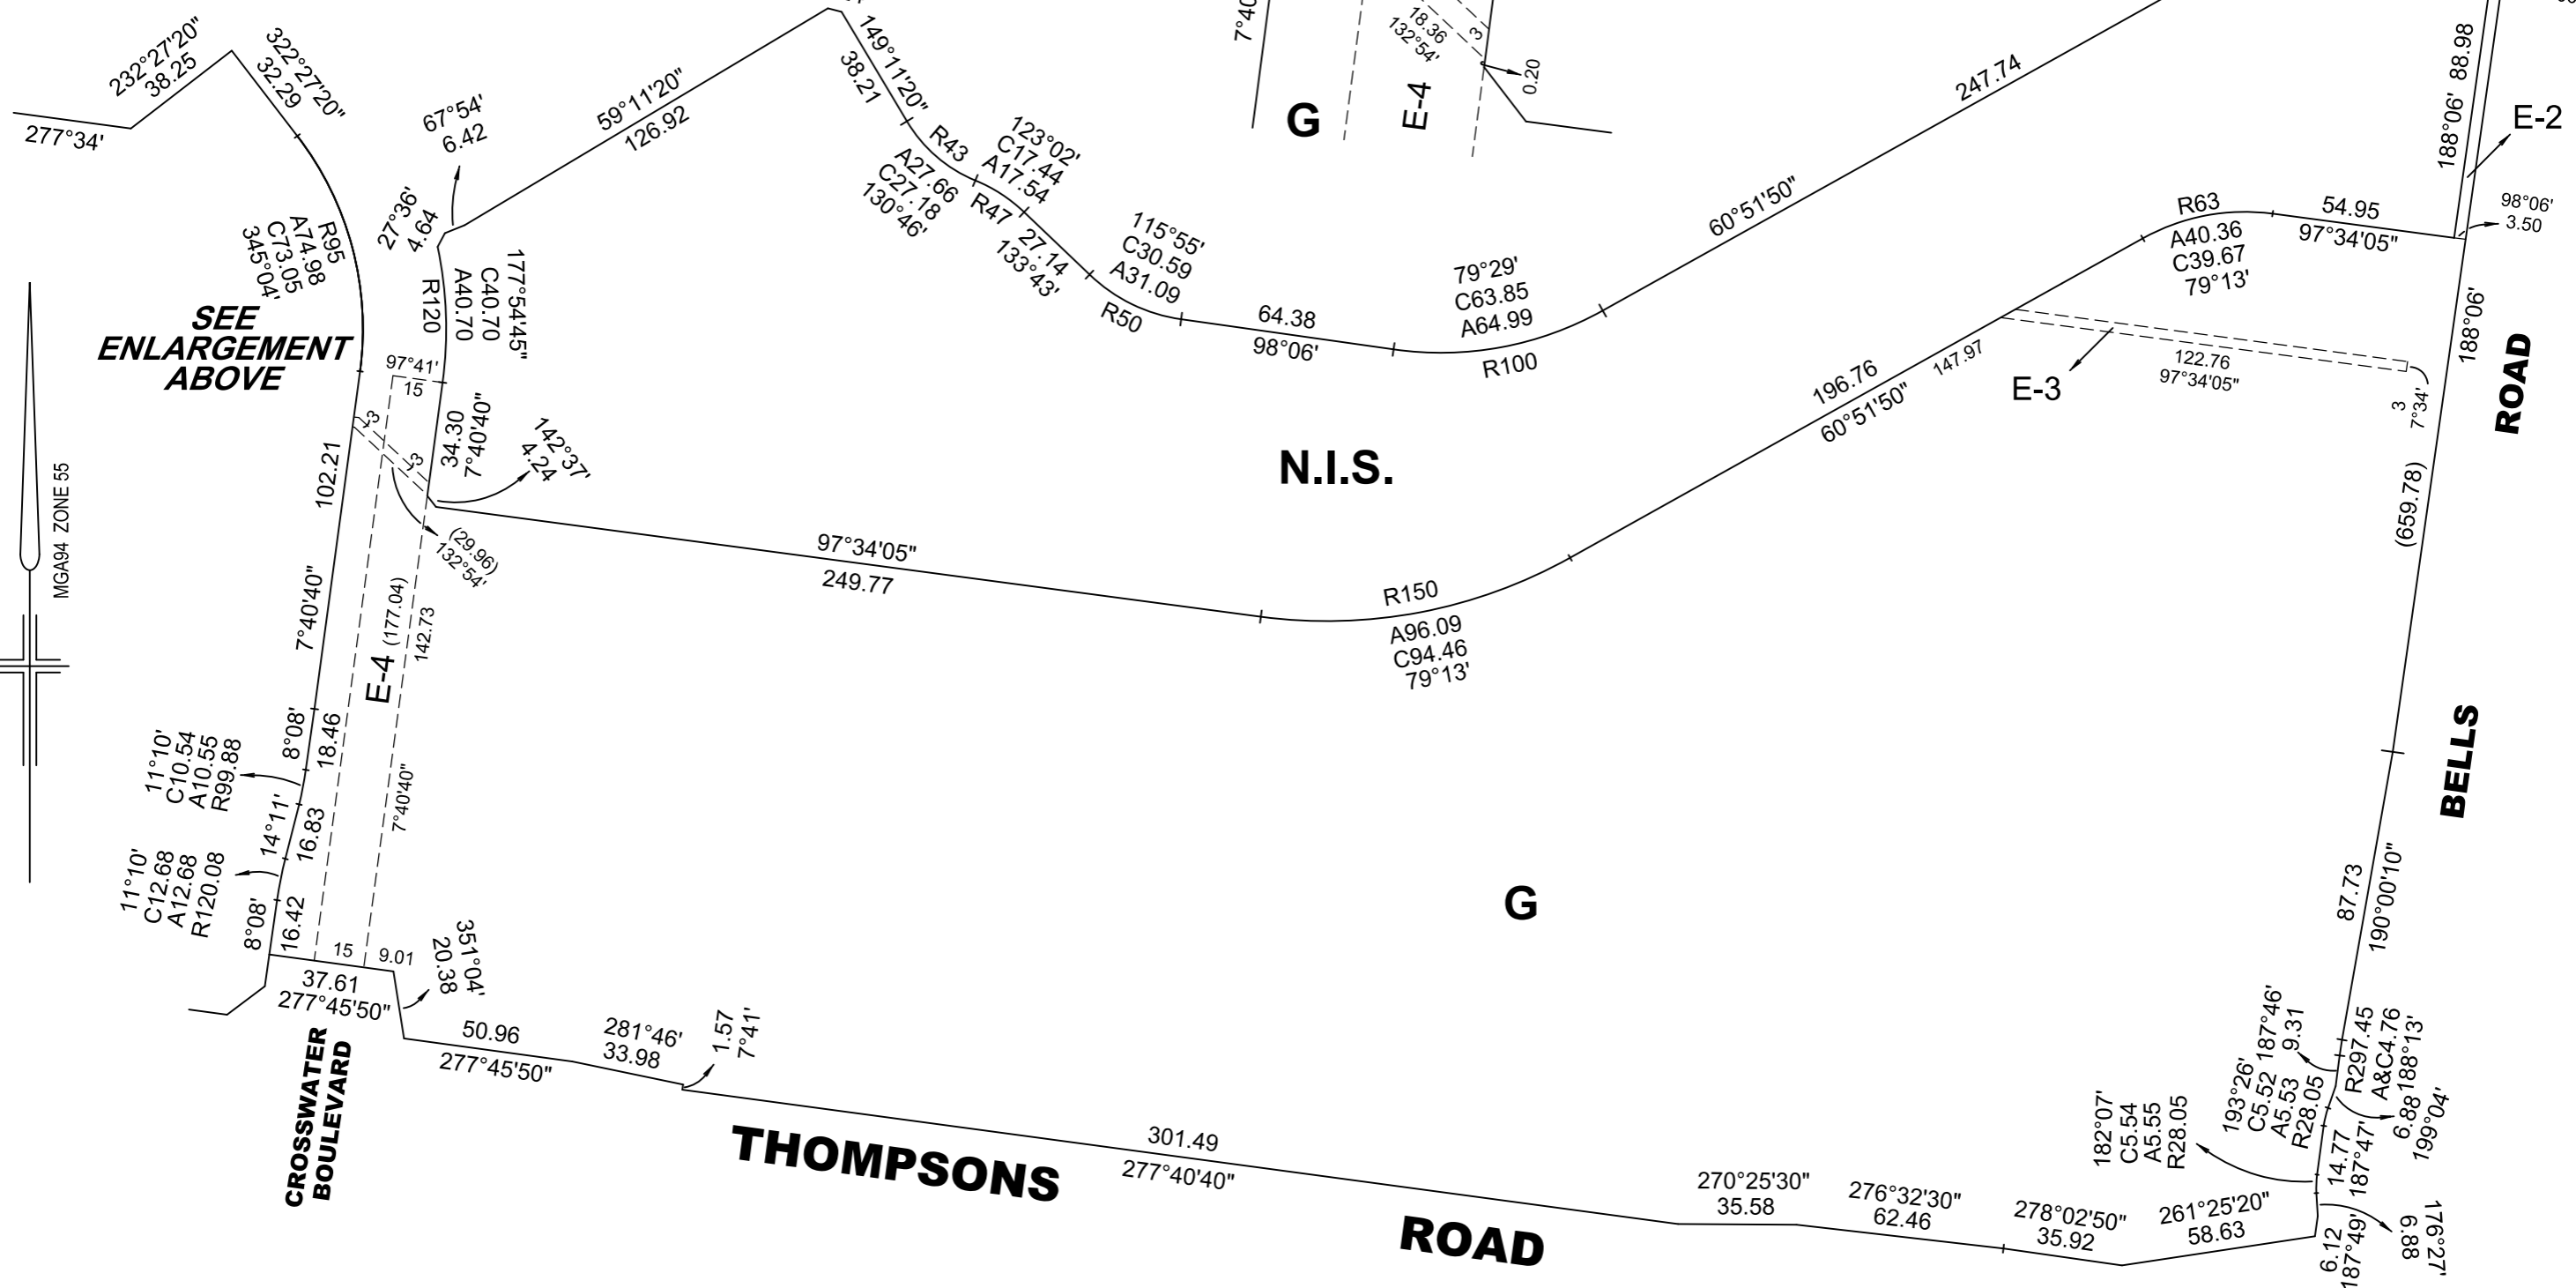 232°27'20"
38.25
322°27'20"
32.29
277°34'
67°54'
6.42
59°11'20"
126.92
149°11'20"
38.21
27°36'
4.64
R95
A74.98
C73.05
345°04'
R120
A40.70
C40.70
177°54'45"
SEE
ENLARGEMENT
ABOVE
MGA94 ZONE 55
97°41'
15
3
3
34.30
7°40'40"
142°37'
4.24
(29.96)
132°54'
102.21
7°40'40"
E-4 (177.04)
142.73
7°40'40"
8°08'
18.46
11°10'
C10.54
A10.55
R99.88
14°11'
16.83
11°10'
C12.68
A12.68
R120.08
8°08'
16.42
15
9.01
37.61
277°45'50"
351°04'
20.38
CROSSWATER
BOULEVARD
50.96
277°45'50"
281°46'
33.98
1.57
7°41'
THOMPSONS
ROAD
301.49
277°40'40"
270°25'30"
35.58
276°32'30"
62.46
278°02'50"
35.92
261°25'20"
58.63
6.12
187°49'
176°27'
6.88
182°07'
C5.54
A5.55
R28.05
14.77
187°47'
193°26'
C5.52
A5.53
R28.05
187°46'
9.31
R297.45
A&C4.76
188°13'
6.88
199°04'
87.73
190°00'10"
BELLS
ROAD
(659.78)
188°06'
G
N.I.S.
97°34'05"
249.77
R150
A96.09
C94.46
79°13'
196.76
60°51'50"
147.97
E-3
122.76
97°34'05"
3
7°34'
R63
A40.36
C39.67
79°13'
54.95
97°34'05"
98°06'
3.50
E-2
188°06' 88.98
247.74
60°51'50"
79°29'
C63.85
A64.99
R100
64.38
98°06'
115°55'
C30.59
A31.09
R50
27.14
133°43'
R47
123°02'
C17.44
A17.54
R43
A27.66
C27.18
130°46'
7°40
G
E-4
18.36
132°54'
3
0.20